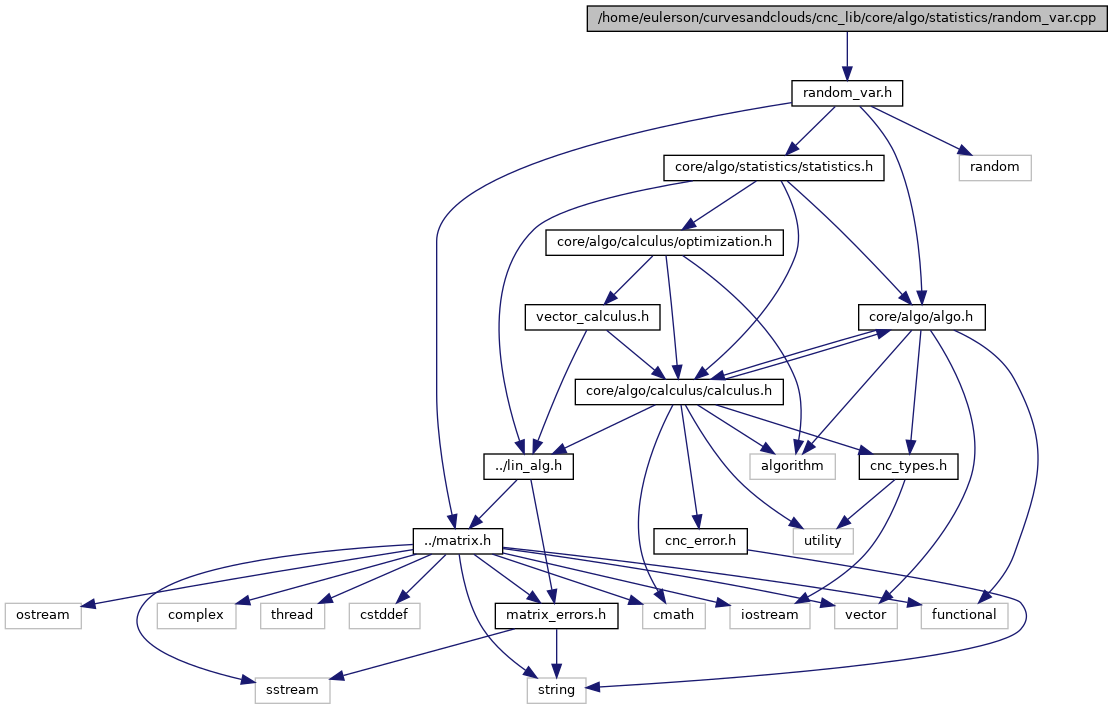 /home/eulerson/curvesandclouds/cnc_lib/core/algo/statistics/random_var.cpp
random_var.h
core/algo/statistics/statistics.h
random
core/algo/calculus/optimization.h
vector_calculus.h
core/algo/algo.h
core/algo/calculus/calculus.h
../lin_alg.h
algorithm
cnc_types.h
../matrix.h
cnc_error.h
utility
ostream
complex
thread
cstddef
matrix_errors.h
cmath
iostream
vector
functional
sstream
string